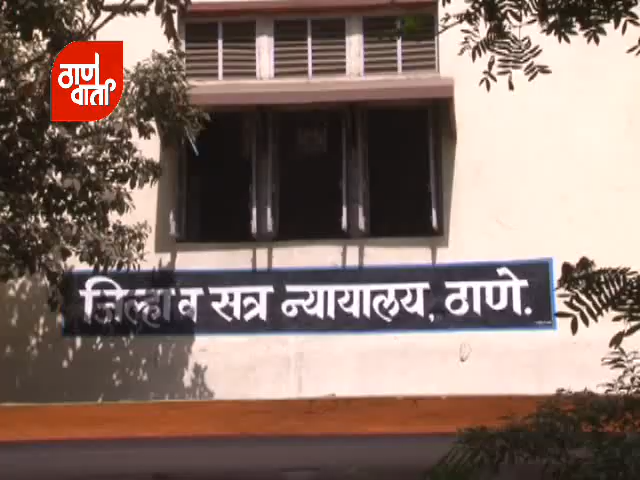 ठाणे
वार्ता
जिल्हा व सत्र न्यायालय, ठाणे.